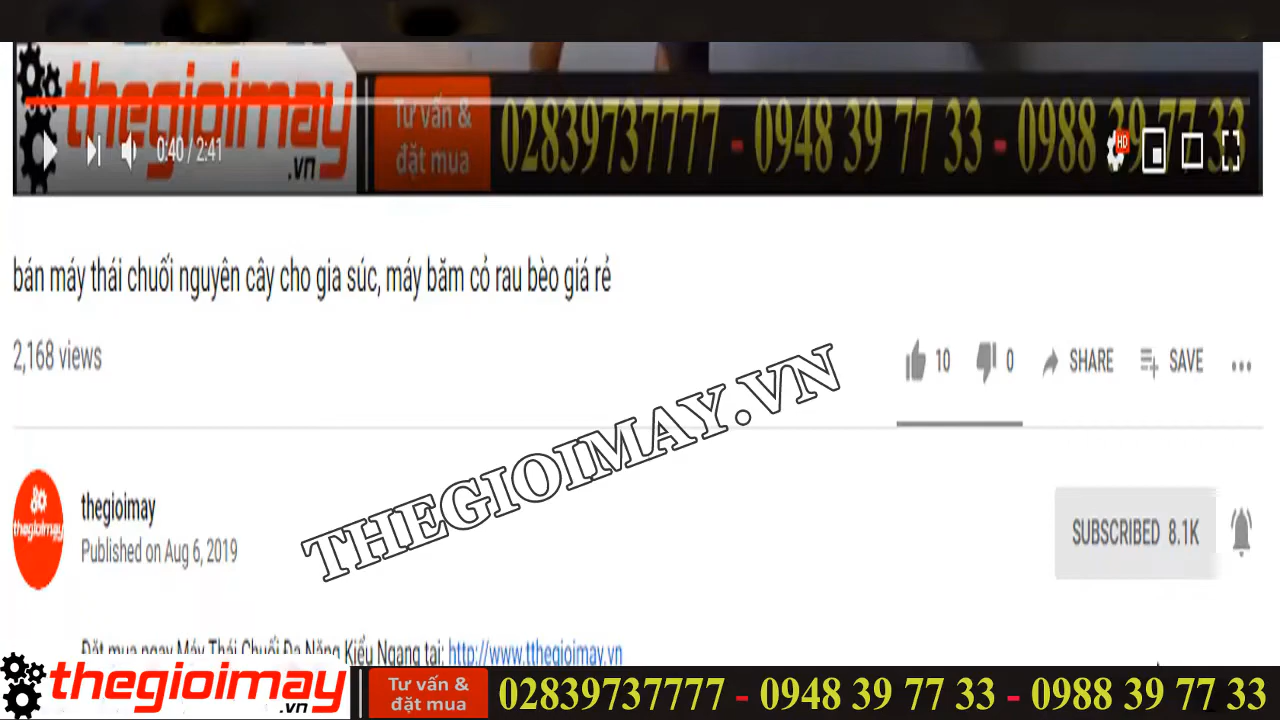 thegioimay
.vn
Tư vấn &
đặt mua
02839737777 - 0948 39 77 33 - 0988 39 77 33
0:40 / 2:41
HD
bán máy thái chuối nguyên cây cho gia súc, máy băm cỏ rau bèo giá rẻ
2,168 views
10
0
SHARE
SAVE
THEGIOIMAY.VN
thegioimay
thegioimay
Published on Aug 6, 2019
SUBSCRIBED 8.1K
Đặt mua ngay Máy Thái Chuối Đa Năng Kiểu Ngang tại: http://www.tthegioimay.vn
thegioimay
.vn
Tư vấn &
đặt mua
02839737777 - 0948 39 77 33 - 0988 39 77 33